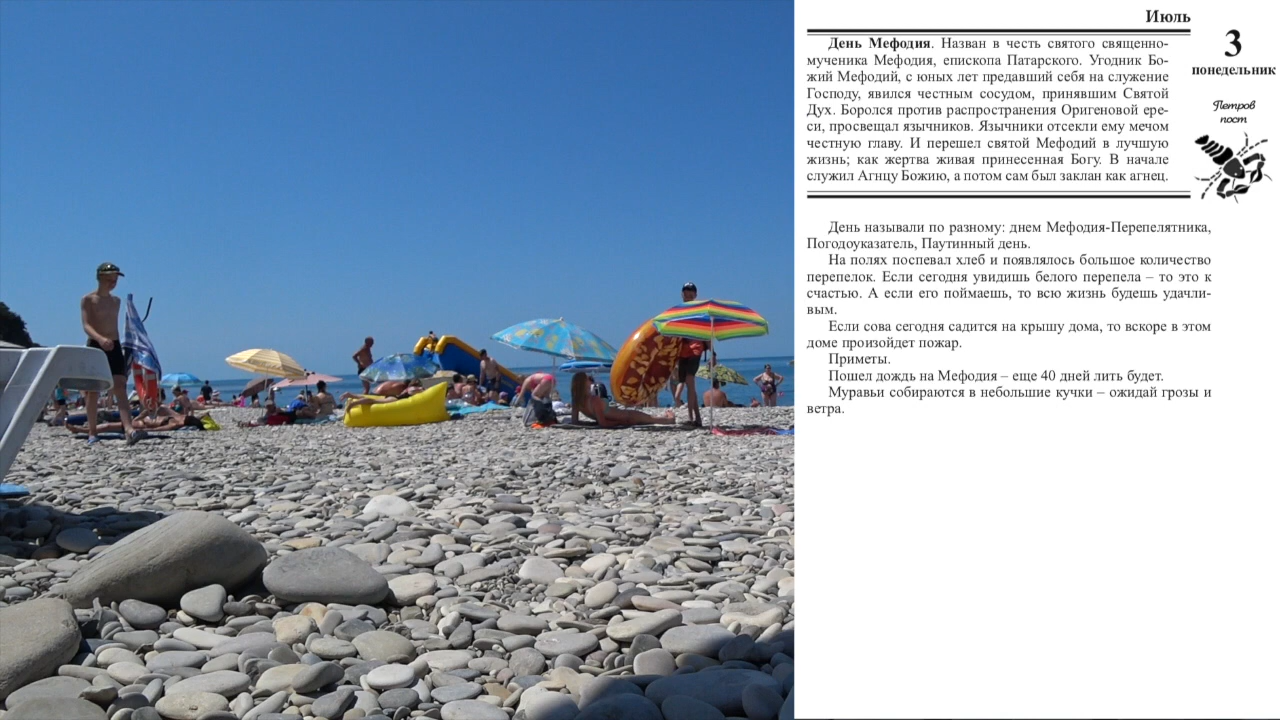 Июль
3
понедельник
Петров
пост
День Мефодия. Назван в честь святого священно-
мученика Мефодия, епископа Патарского. Угодник Бо-
жий Мефодий, с юных лет предавший себя на служение
Господу, явился честным сосудом, принявшим Святой
Дух. Боролся против распространения Оригеновой ере-
си, просвещал язычников. Язычники отсекли ему мечом
честную главу. И перешел святой Мефодий в лучшую
жизнь; как жертва живая принесенная Богу. В начале
служил Агнцу Божию, а потом сам был заклан как агнец.
День называли по разному: днем Мефодия-Перепелятника,
Погодоуказатель, Паутинный день.
На полях поспевал хлеб и появлялось большое количество
перепелок. Если сегодня увидишь белого перепела – то это к
счастью. А если его поймаешь, то всю жизнь будешь удачли-
вым.
Если сова сегодня садится на крышу дома, то вскоре в этом
доме произойдет пожар.
Приметы.
Пошел дождь на Мефодия – еще 40 дней лить будет.
Муравьи собираются в небольшие кучки – ожидай грозы и
ветра.